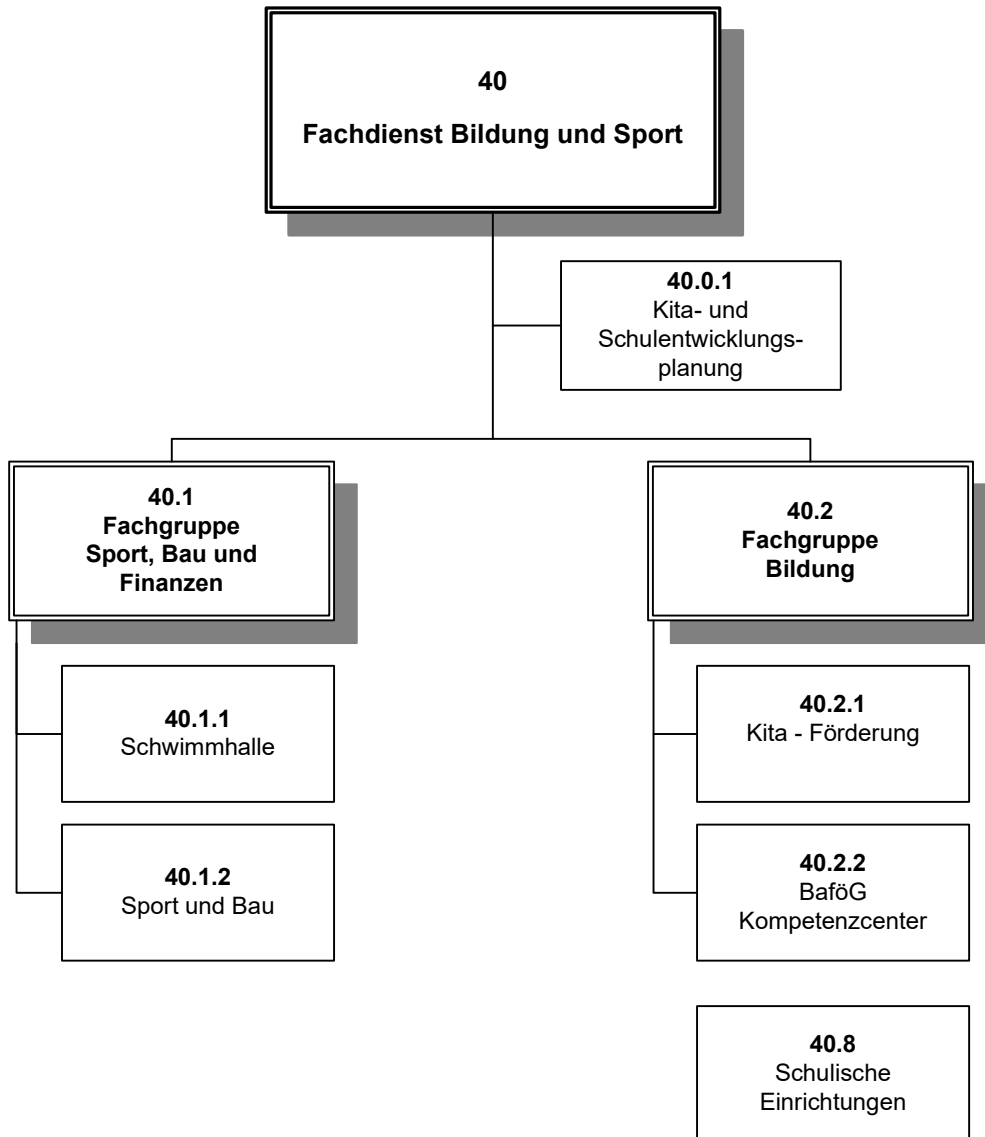 40
Fachdienst Bildung und Sport
40.0.1
Kita- und
Schulentwicklungs-
planung
40.1
Fachgruppe
Sport, Bau und
Finanzen
40.2
Fachgruppe
Bildung
40.1.1
Schwimmhalle
40.2.1
Kita - Förderung
40.1.2
Sport und Bau
40.2.2
BaföG
Kompetenzcenter
40.8
Schulische
Einrichtungen